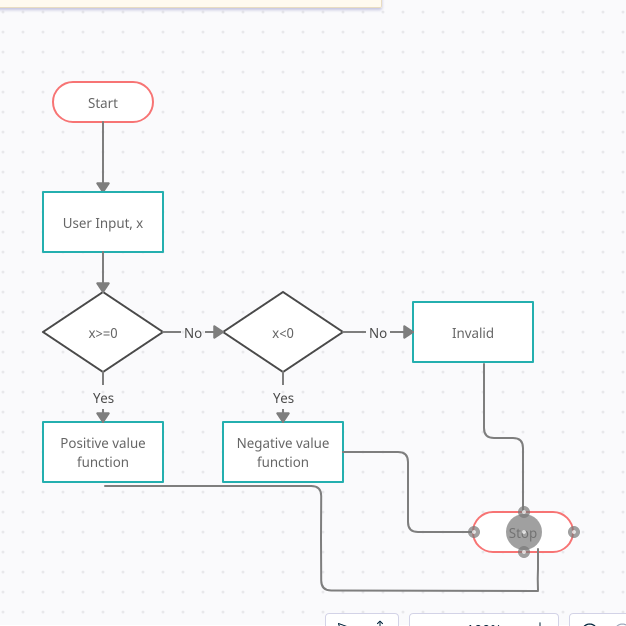 Start
User Input, x
x>=0
No
x<0
No
Invalid
Yes
Yes
Positive value
function
Negative value
function
Stop